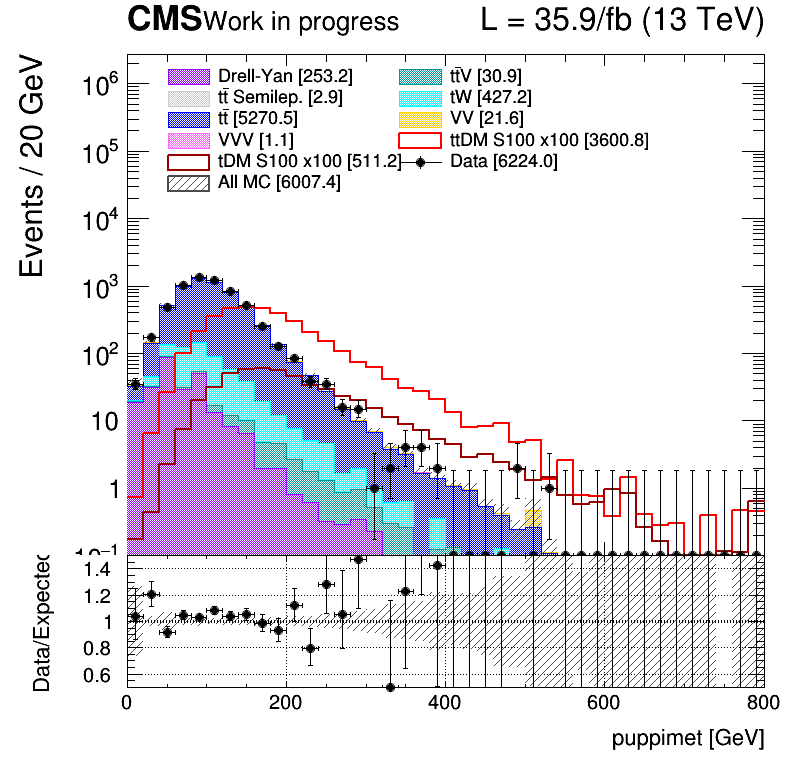 CMS Work in progress L = 35.9/fb (13 TeV)
Events / 20 GeV
Drell-Yan [253.2] tt̄V [30.9]
tt̄ Semilep. [2.9] tW [427.2]
tt̄ [5270.5] VV [21.6]
VVV [1.1] ttDM S100 x100 [3600.8]
tDM S100 x100 [511.2] Data [6224.0]
All MC [6007.4]
10⁶
10⁵
10⁴
10³
10²
10
1
10⁻¹
Data/Expected
1.4
1.2
1
0.8
0.6
0 200 400 600 800
puppimet [GeV]